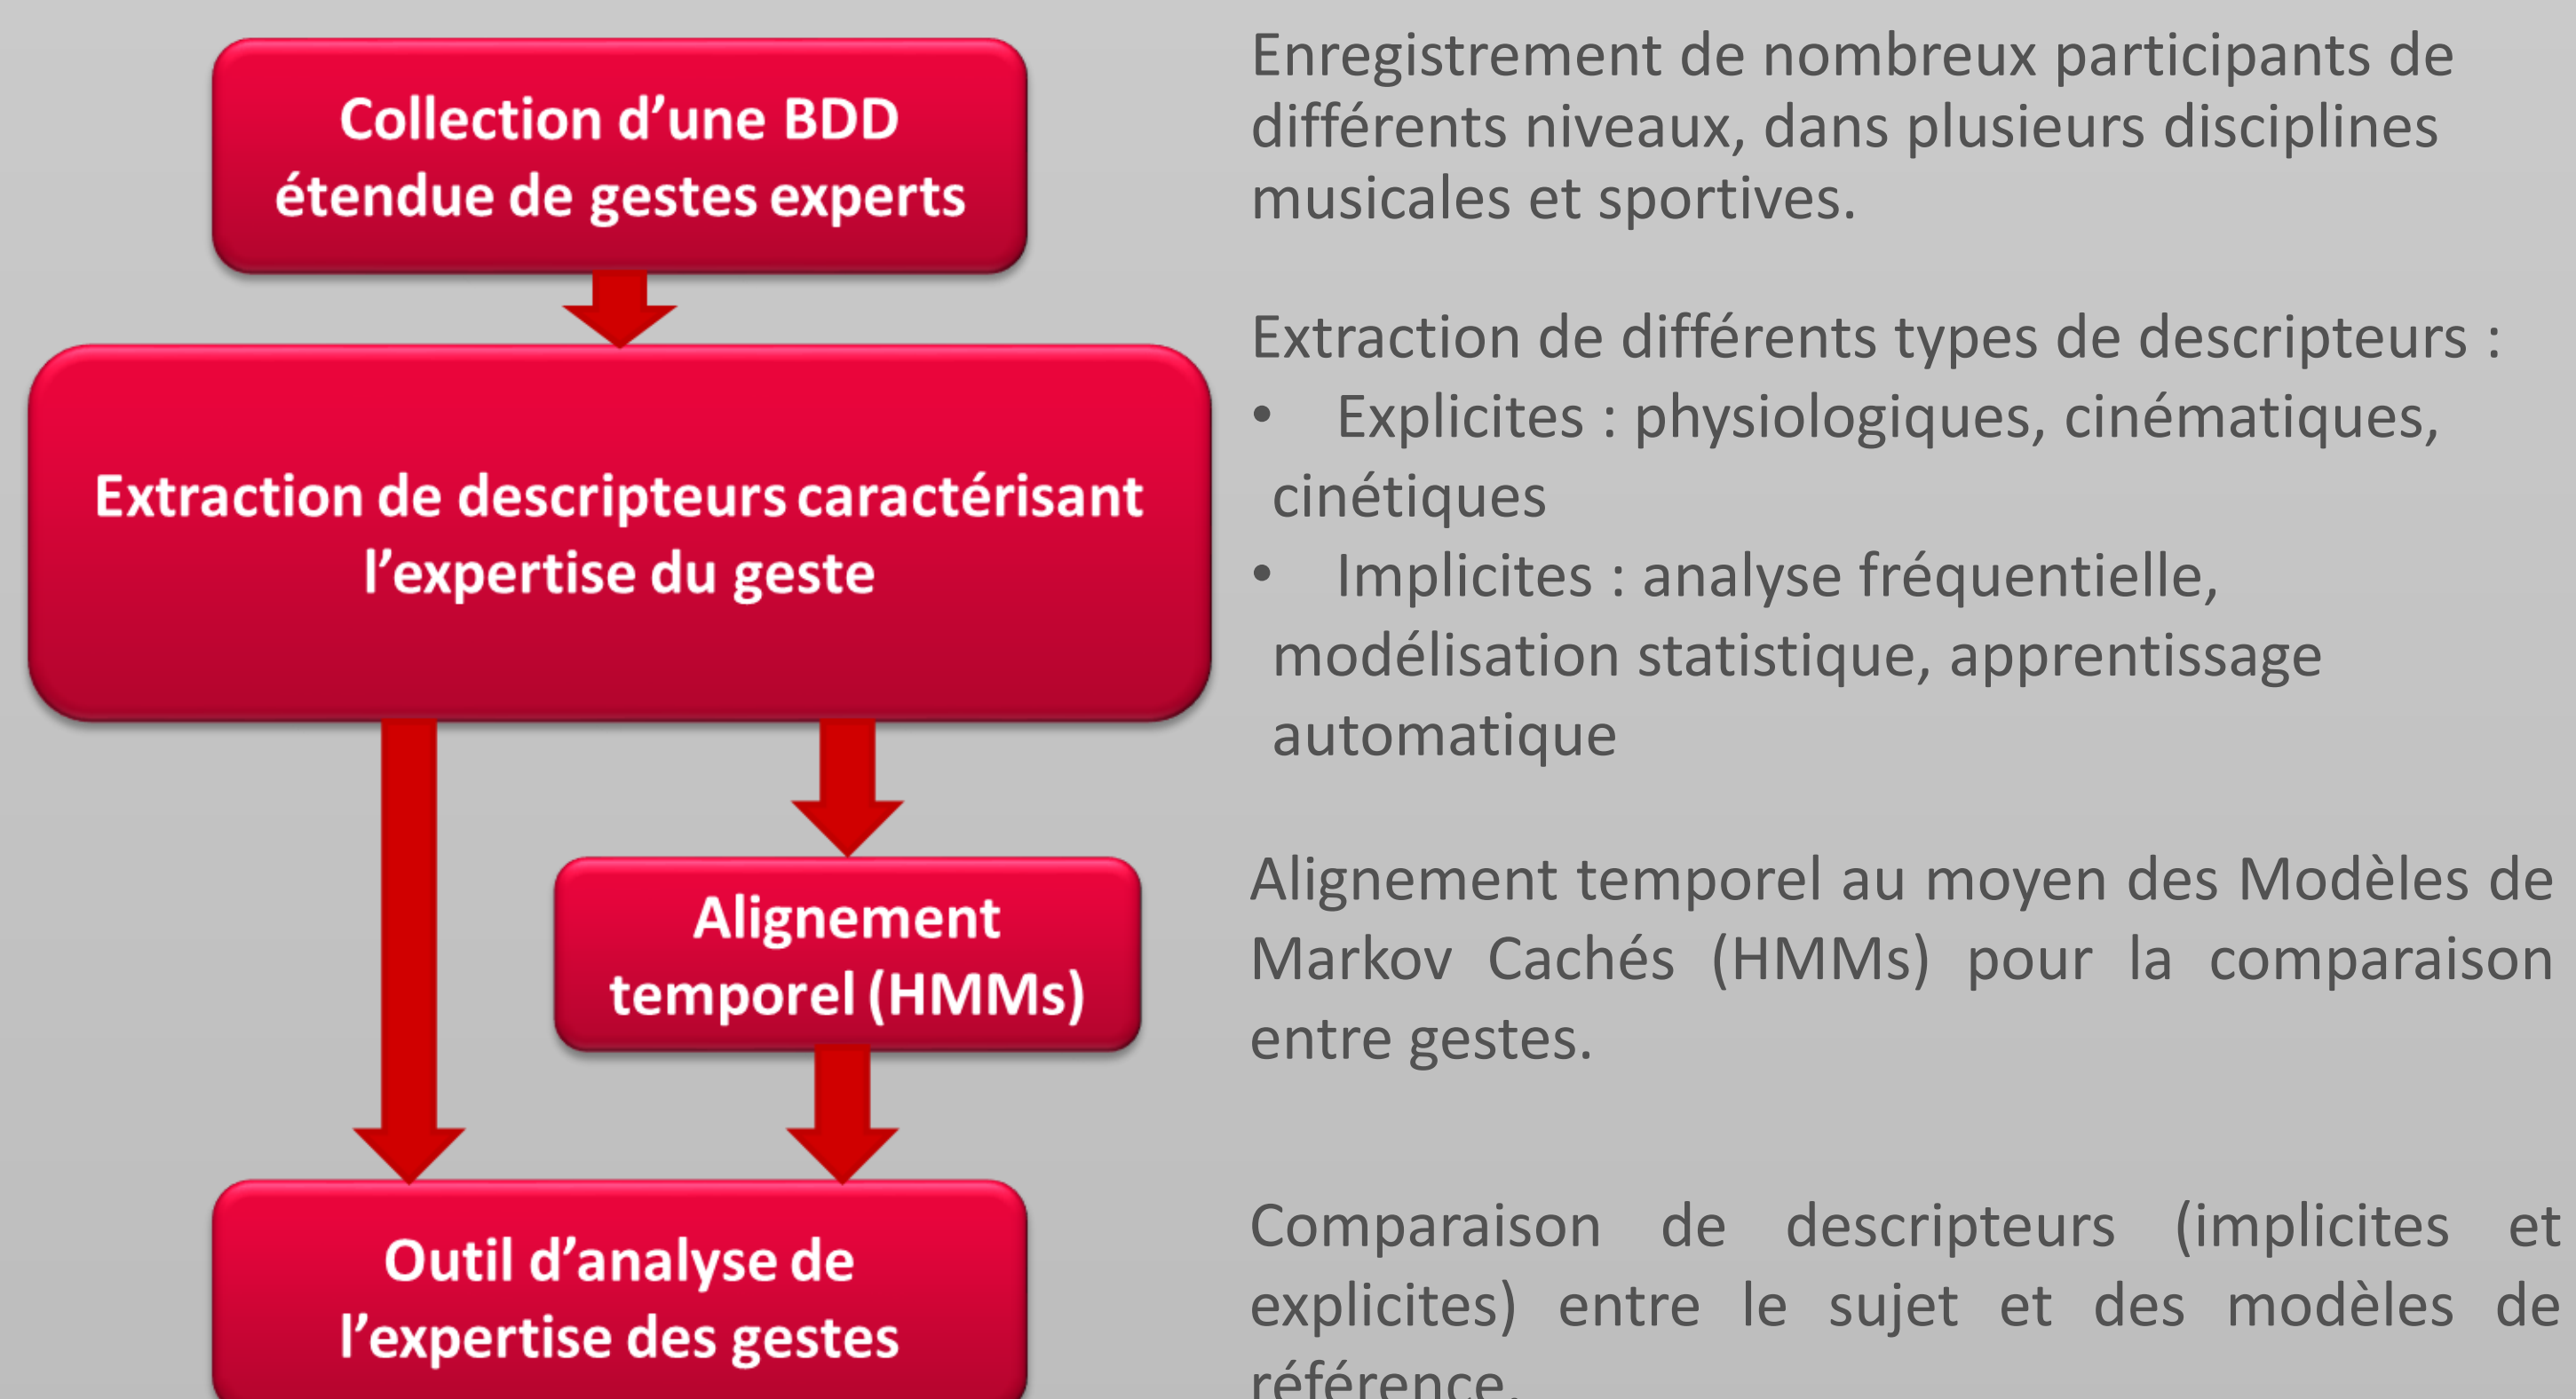 Collection d'une BDD
étendue de gestes experts
Enregistrement de nombreux participants de
différents niveaux, dans plusieurs disciplines
musicales et sportives.
Extraction de descripteurs caractérisant
l'expertise du geste
Extraction de différents types de descripteurs :
• Explicites : physiologiques, cinématiques,
cinétiques
• Implicites : analyse fréquentielle,
modélisation statistique, apprentissage
automatique
Alignement
temporel (HMMs)
Alignement temporel au moyen des Modèles de
Markov Cachés (HMMs) pour la comparaison
entre gestes.
Outil d'analyse de
l'expertise des gestes
Comparaison de descripteurs (implicites et
explicites) entre le sujet et des modèles de
référence.